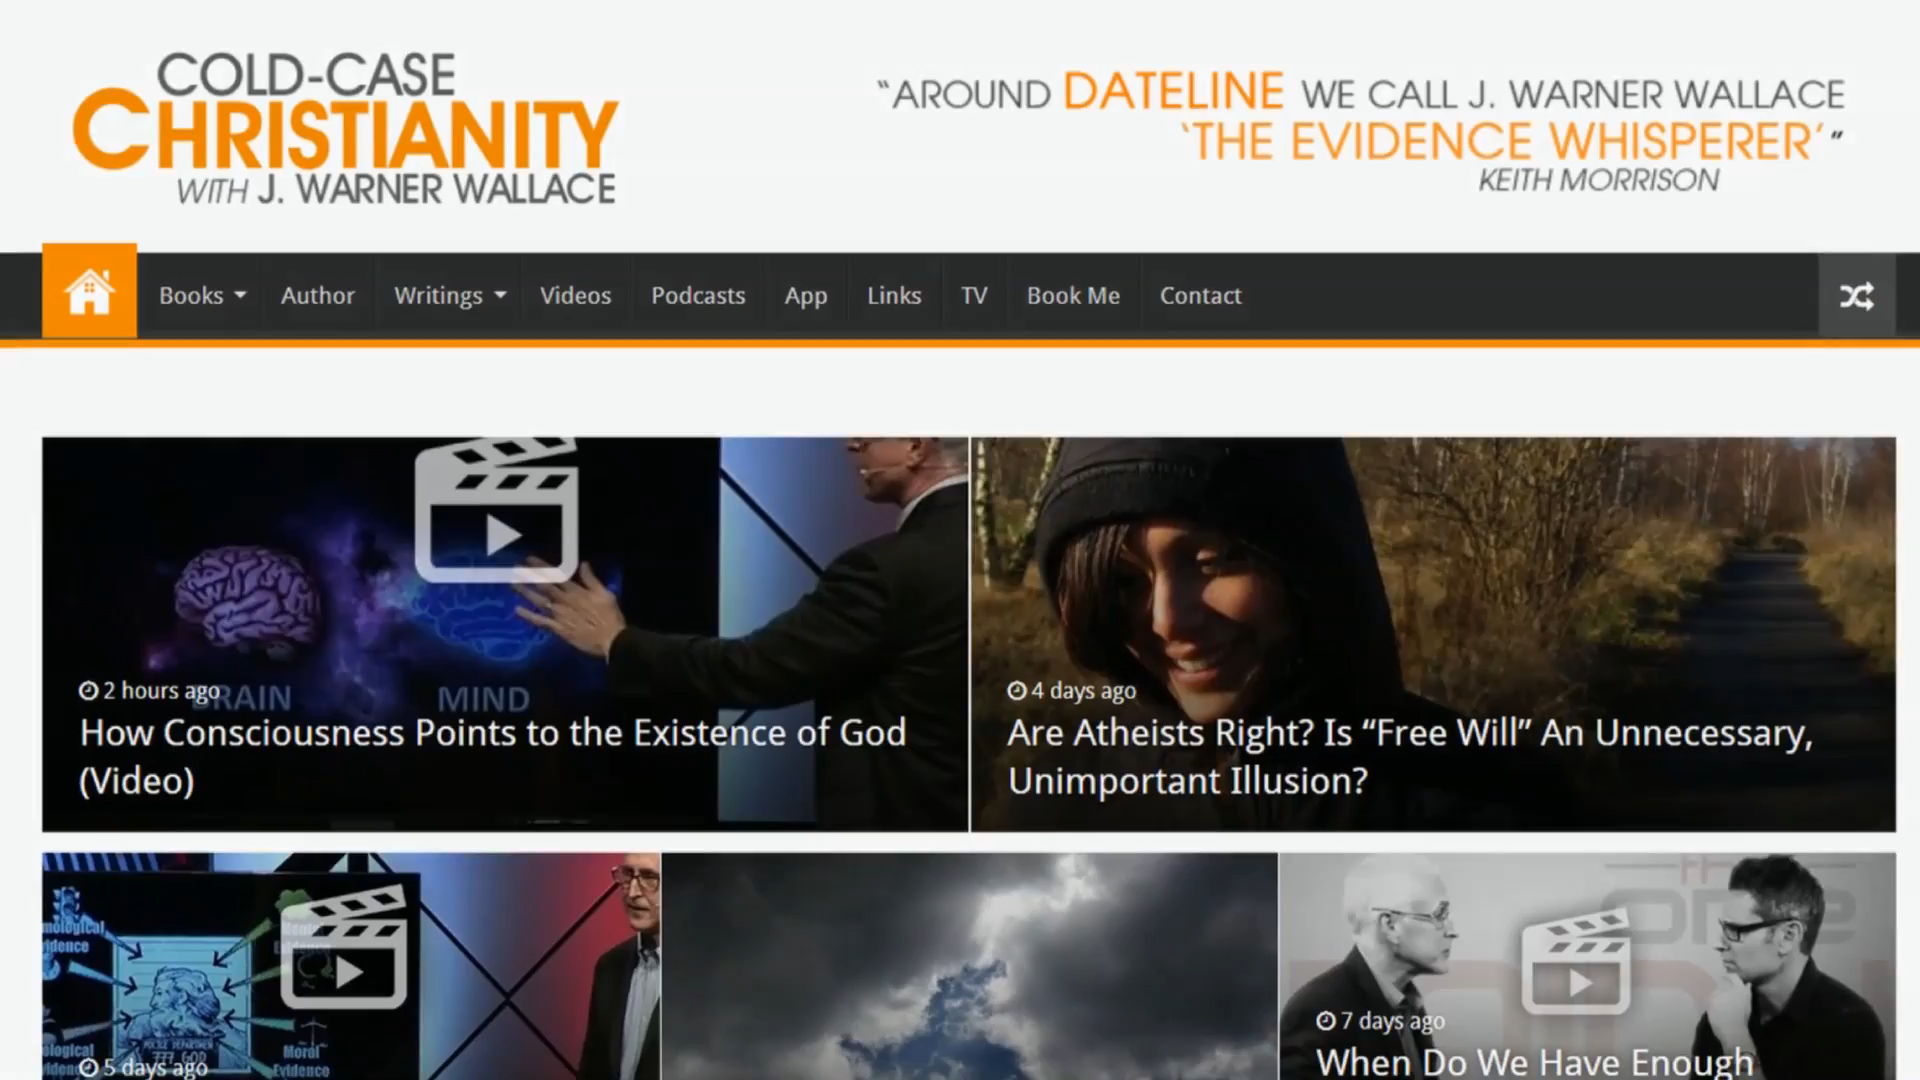 COLD-CASE
CHRISTIANITY
WITH J. WARNER WALLACE
“AROUND DATELINE WE CALL J. WARNER WALLACE
‘THE EVIDENCE WHISPERER’ ”
KEITH MORRISON
Books Author Writings Videos Podcasts App Links TV Book Me Contact
BRAIN MIND
2 hours ago
How Consciousness Points to the Existence of God
(Video)
4 days ago
Are Atheists Right? Is “Free Will” An Unnecessary,
Unimportant Illusion?
Moral
Evidence
777 GOD
5 days ago
one
7 days ago
When Do We Have Enough